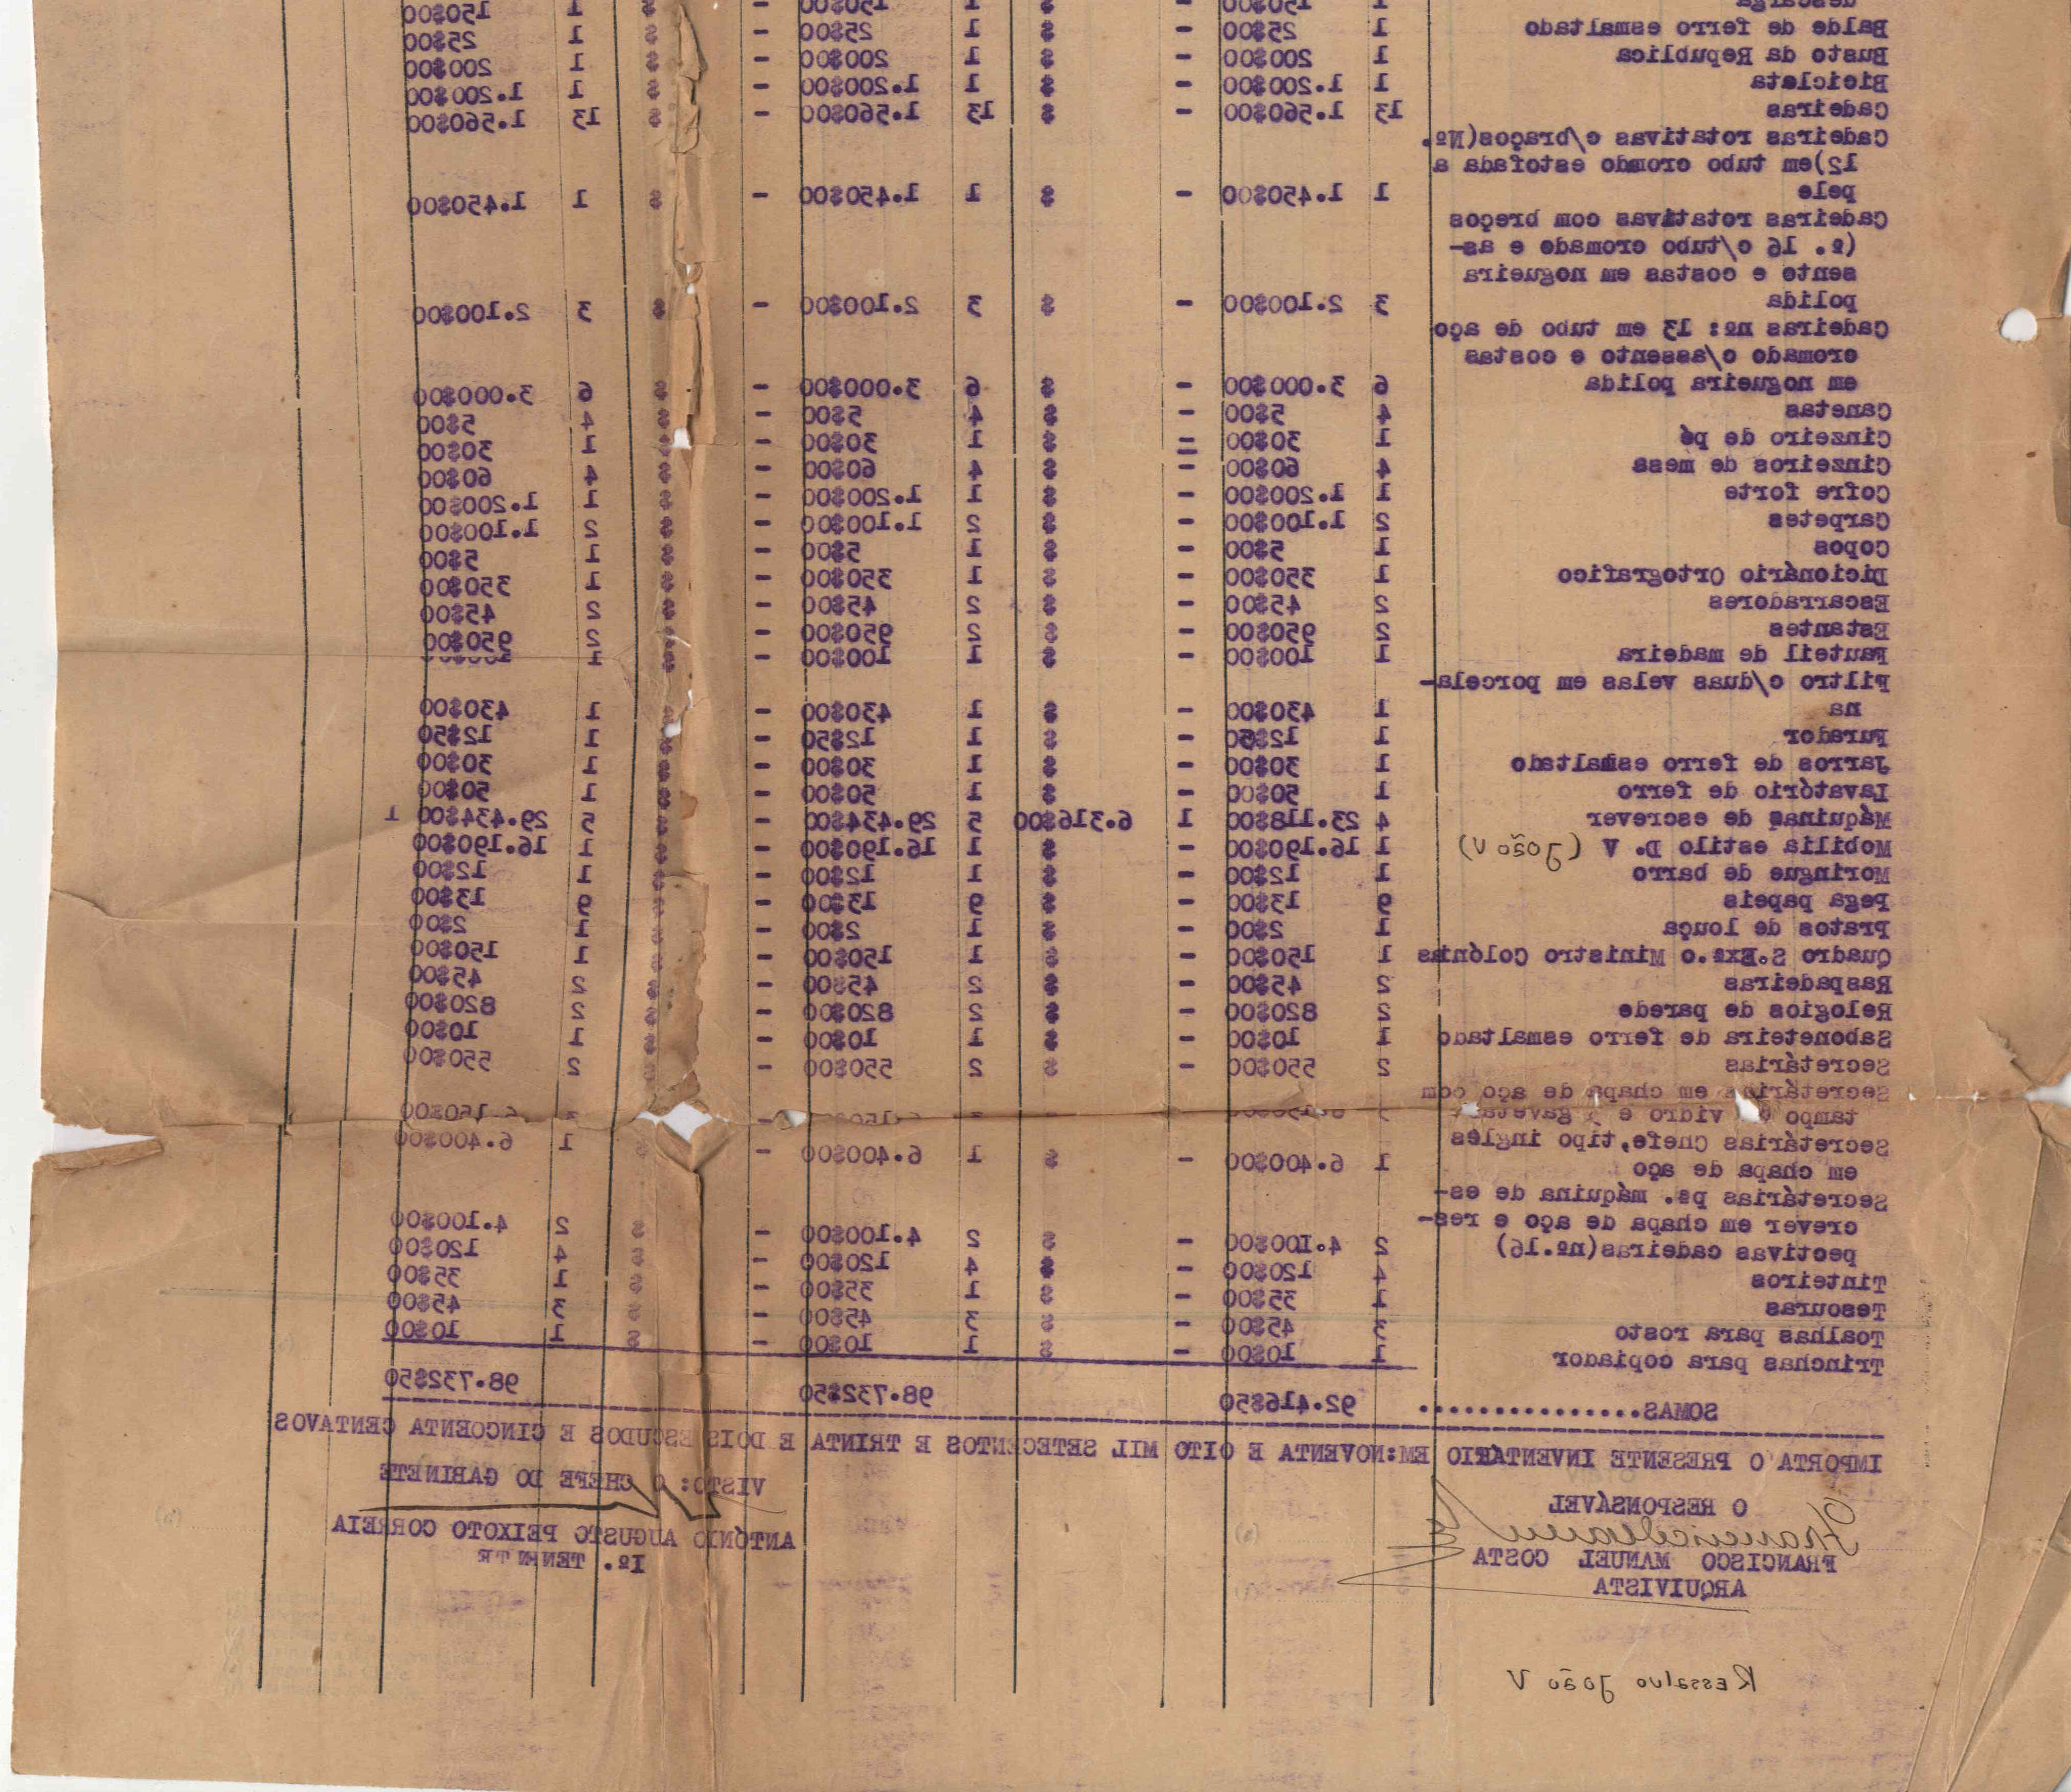 descarga 1 150$00 - $ 1 150$00 - $ 1 150$00
Balde de ferro esmaltado 1 25$00 - $ 1 25$00 - $ 1 25$00
Busto da Republica 1 200$00 - $ 1 200$00 - $ 1 200$00
Bicicleta 1 1.200$00 - $ 1 1.200$00 - $ 1 1.200$00
Cadeiras 13 1.560$00 - $ 13 1.560$00 - $ 13 1.560$00
Cadeiras rotativas c/braços(Nº.
12)em tubo cromado estofada a
pele 1 1.450$00 - $ 1 1.450$00 - $ 1 1.450$00
Cadeiras rotativas com breços
(º. 16 c/tubo cromado e as-
sento e costas em nogueira
polida 3 2.100$00 - $ 3 2.100$00 - $ 3 2.100$00
Cadeiras nº: 13 em tubo de aço
cromado c/assento e costas
em nogueira polida 6 3.000$00 - $ 6 3.000$00 - $ 6 3.000$00
Canetas 4 5$00 - $ 4 5$00 - $ 4 5$00
Cinzeiro de pé 1 30$00 = $ 1 30$00 - $ 1 30$00
Cinzeiros de mesa 4 60$00 - $ 4 60$00 - $ 4 60$00
Cofre forte 1 1.200$00 - $ 1 1.200$00 - $ 1 1.200$00
Carpetes 2 1.100$00 - $ 2 1.100$00 - $ 2 1.100$00
Copos 1 5$00 - $ 1 5$00 - $ 1 5$00
Dicionário Ortografico 1 350$00 - $ 1 350$00 - $ 1 350$00
Escarradores 2 45$00 - $ 2 45$00 - $ 2 45$00
Estantes 2 950$00 - $ 2 950$00 - $ 2 950$00
Fauteil de madeira 1 100$00 - $ 1 100$00 - $ 1 100$00
Filtro c/duas velas em porcela-
na 1 430$00 - $ 1 430$00 - $ 1 430$00
Furador 1 12$50 - $ 1 12$50 - $ 1 12$50
Jarros de ferro esmaltado 1 30$00 - $ 1 30$00 - $ 1 30$00
Lavatório de ferro 1 50$00 - $ 1 50$00 - $ 1 50$00
Máquinas de escrever 4 23.118$00 1 6.316$00 5 29.434$00 - $ 5 29.434$00 1
Mobilia estilo D. V (João V) 1 16.190$00 - $ 1 16.190$00 - $ 1 16.190$00
Moringue de barro 1 12$00 - $ 1 12$00 - $ 1 12$00
Pega papeis 9 13$00 - $ 9 13$00 - $ 9 13$00
Pratos de louça 1 2$00 - $ 1 2$00 - $ 1 2$00
Quadro S.Exª.o Ministro Colónias 1 150$00 - $ 1 150$00 - $ 1 150$00
Raspadeiras 2 45$00 - $ 2 45$00 - $ 2 45$00
Relogios de parede 2 820$00 - $ 2 820$00 - $ 2 820$00
Saboneteira de ferro esmaltado 1 10$00 - $ 1 10$00 - $ 1 10$00
Secretárias 2 550$00 - $ 2 550$00 - $ 2 550$00
Secretárias em chapa de aço com
tampo vidro e gavetas 6.150$00
Secretárias Chefe,tipo inglês
em chapa de aço 1 6.400$00 - $ 1 6.400$00 - $ 1 6.400$00
Secretárias pª. máquina de es-
crever em chapa de aço e res-
pectivas cadeiras(nº.16) 2 4.100$00 - $ 2 4.100$00 - $ 2 4.100$00
Tinteiros 4 120$00 - $ 4 120$00 - $ 4 120$00
Tesouras 1 35$00 - $ 1 35$00 - $ 1 35$00
Toalhas para rosto 3 45$00 - $ 3 45$00 - $ 3 45$00
Trinchas para copiador 1 10$00 - $ 1 10$00 - $ 1 10$00
SOMAS................ 92.416$50 98.732$50 98.732$50
IMPORTA O PRESENTE INVENTÁRIO EM:NOVENTA E OITO MIL SETECENTOS E TRINTA E DOIS ESCUDOS E CINCOENTA CENTAVOS
O RESPONSÁVEL
FRANCISCO MANUEL COSTA
ARQUIVISTA
VISTO: O CHEFE DO GABINETE
ANTÓNIO AUGUSTO PEIXOTO CORREIA
1º. TENENTE
Ressalvo João V